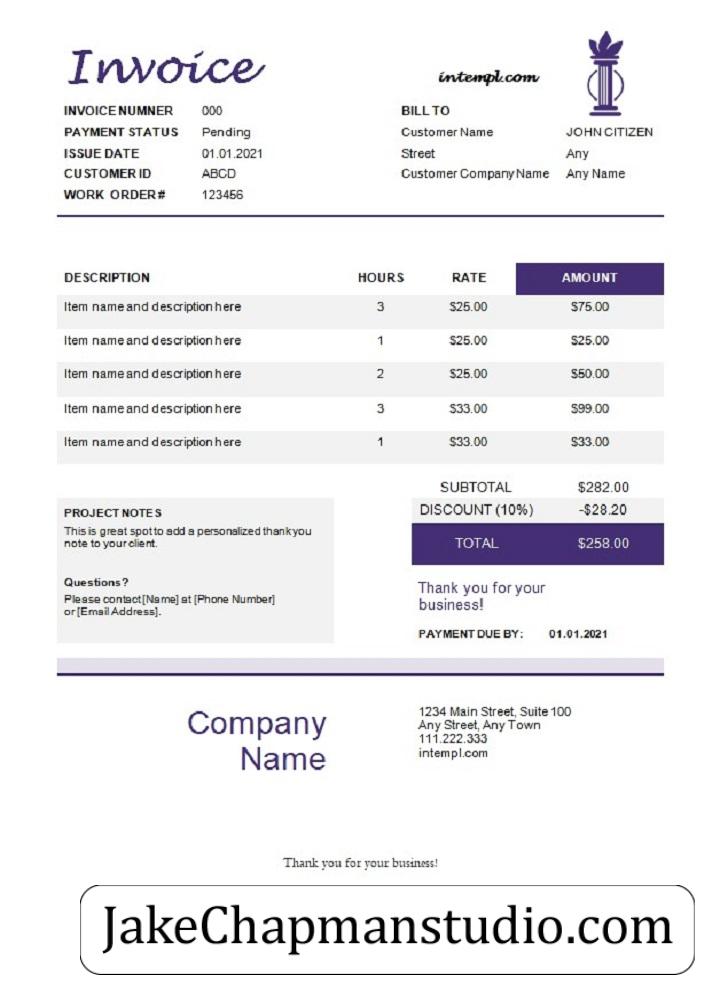 Invoice
intempl.com
INVOICE NUMNER 000
PAYMENT STATUS Pending
ISSUE DATE 01.01.2021
CUSTOMER ID ABCD
WORK ORDER # 123456
BILL TO
Customer Name JOHN CITIZEN
Street Any
Customer Company Name Any Name
DESCRIPTION HOURS RATE AMOUNT
Item name and description here 3 $25.00 $75.00
Item name and description here 1 $25.00 $25.00
Item name and description here 2 $25.00 $50.00
Item name and description here 3 $33.00 $99.00
Item name and description here 1 $33.00 $33.00
SUBTOTAL $282.00
DISCOUNT (10%) -$28.20
TOTAL $258.00
PROJECT NOTES
This is great spot to add a personalized thank you
note to your client.
Questions?
Please contact [Name] at [Phone Number]
or [Email Address].
Thank you for your
business!
PAYMENT DUE BY: 01.01.2021
Company
Name
1234 Main Street, Suite 100
Any Street, Any Town
111.222.333
intempl.com
Thank you for your business!
JakeChapmanstudio.com